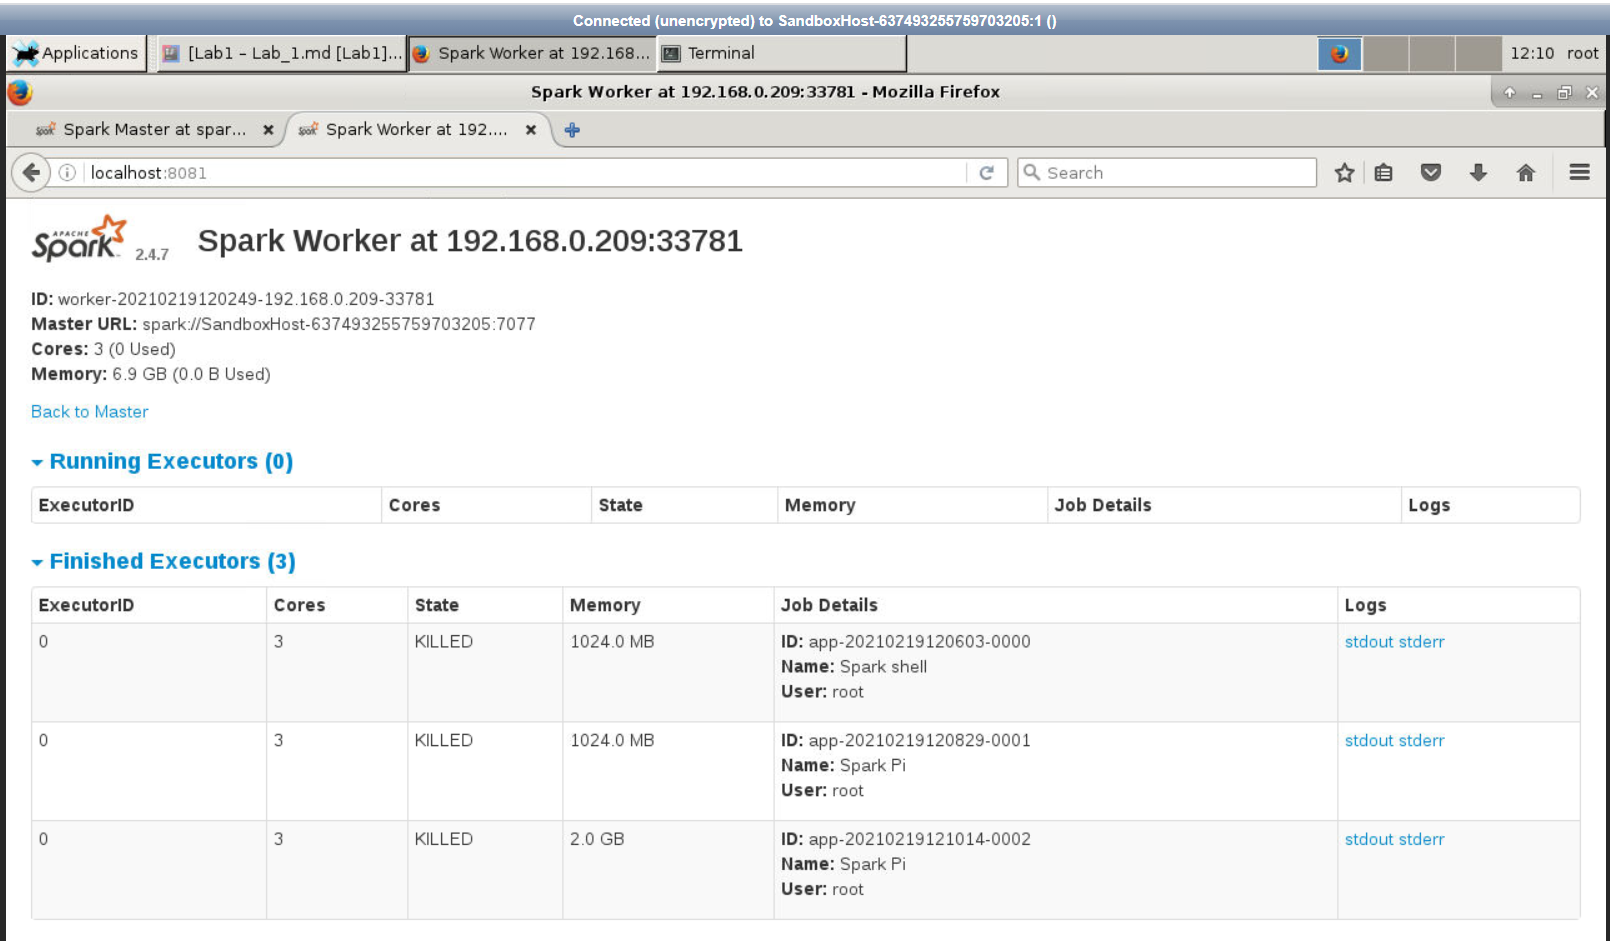 Connected (unencrypted) to SandboxHost-637493255759703205:1 ()
Applications [Lab1 – Lab_1.md [Lab1]... Spark Worker at 192.168... Terminal 12:10 root
Spark Worker at 192.168.0.209:33781 - Mozilla Firefox
Spark Master at spar... Spark Worker at 192....
localhost:8081 Search
APACHE Spark 2.4.7 Spark Worker at 192.168.0.209:33781
ID: worker-20210219120249-192.168.0.209-33781
Master URL: spark://SandboxHost-637493255759703205:7077
Cores: 3 (0 Used)
Memory: 6.9 GB (0.0 B Used)
Back to Master
Running Executors (0)
ExecutorID Cores State Memory Job Details Logs
Finished Executors (3)
ExecutorID Cores State Memory Job Details Logs
0 3 KILLED 1024.0 MB ID: app-20210219120603-0000 stdout stderr
Name: Spark shell
User: root
0 3 KILLED 1024.0 MB ID: app-20210219120829-0001 stdout stderr
Name: Spark Pi
User: root
0 3 KILLED 2.0 GB ID: app-20210219121014-0002 stdout stderr
Name: Spark Pi
User: root